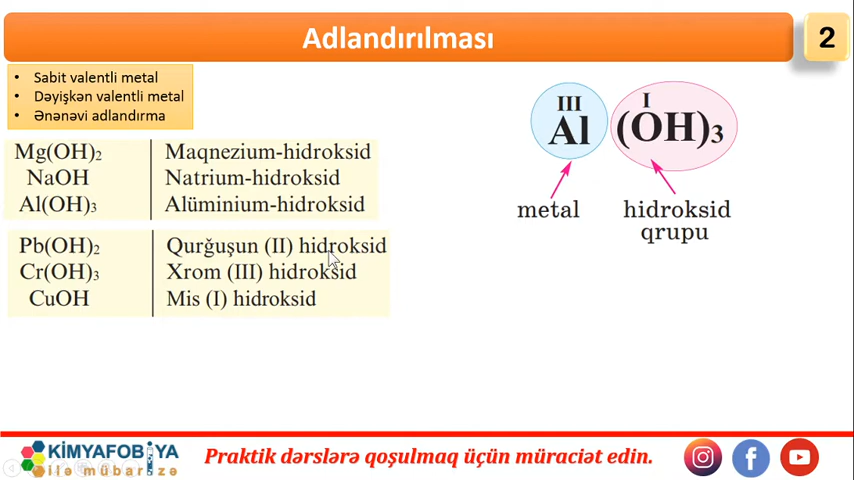 Adlandırılması
2
• Sabit valentli metal
• Dəyişkən valentli metal
• Ənənəvi adlandırma
Mg(OH)₂ Maqnezium-hidroksid
NaOH Natrium-hidroksid
Al(OH)₃ Alüminium-hidroksid
Pb(OH)₂ Qurğuşun (II) hidroksid
Cr(OH)₃ Xrom (III) hidroksid
CuOH Mis (I) hidroksid
III I
Al (OH)₃
metal hidroksid
qrupu
KİMYAFOBİYA
ilə mübarizə
Praktik dərslərə qoşulmaq üçün müraciət edin.